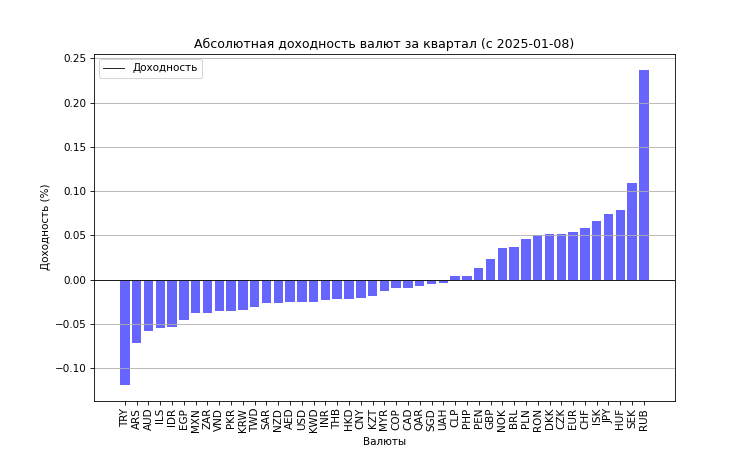 Абсолютная доходность валют за квартал (с 2025-01-08)
Доходность
Доходность (%)
0.25
0.20
0.15
0.10
0.05
0.00
−0.05
−0.10
TRY
ARS
AUD
ILS
IDR
EGP
MXN
ZAR
VND
PKR
KRW
TWD
SAR
NZD
AED
USD
KWD
INR
THB
HKD
CNY
KZT
MYR
COP
CAD
QAR
SGD
UAH
CLP
PHP
PEN
GBP
NOK
BRL
PLN
RON
DKK
CZK
EUR
CHF
ISK
JPY
HUF
SEK
RUB
Валюты